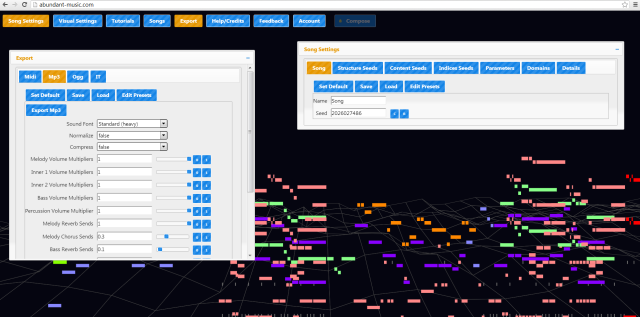 abundant-music.com
Song Settings Visual Settings Tutorials Songs Export Help/Credits Feedback Account Compose
Export
Midi Mp3 Ogg IT
Set Default Save Load Edit Presets
Export Mp3
Sound Font Standard (heavy)
Normalize false
Compress false
Melody Volume Multipliers 1
Inner 1 Volume Multipliers 1
Inner 2 Volume Multipliers 1
Bass Volume Multipliers 1
Percussion Volume Multiplier 1
Melody Reverb Sends 1
Melody Chorus Sends 0.3
Bass Reverb Sends 0.1
Song Settings
Song Structure Seeds Content Seeds Indices Seeds Parameters Domains Details
Set Default Save Load Edit Presets
Name Song
Seed 2026027486